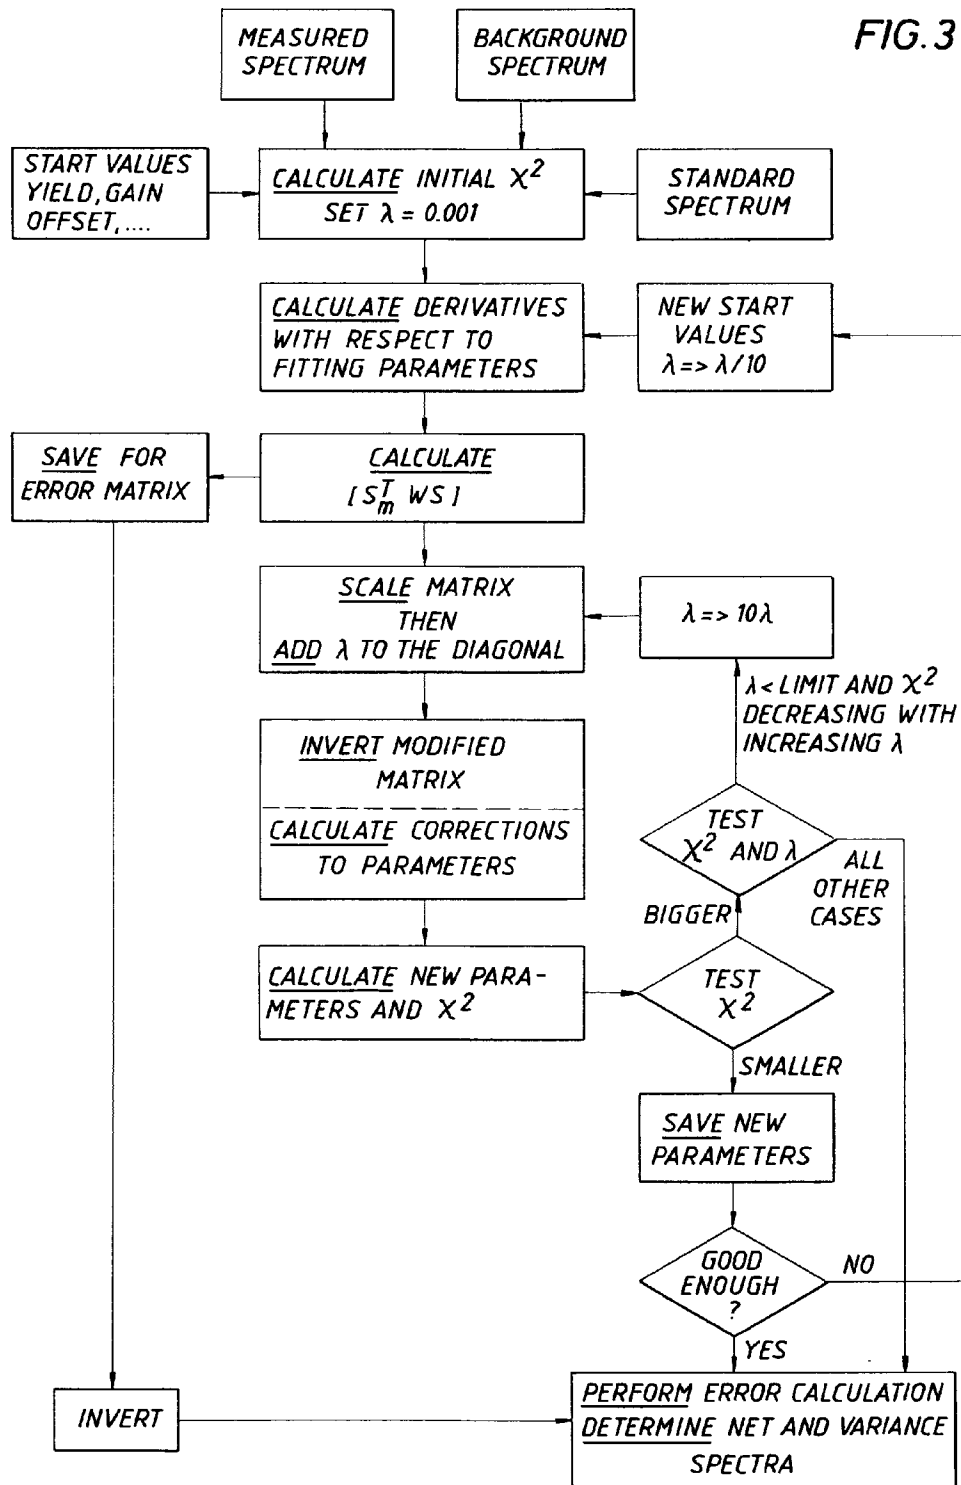 FIG. 3
MEASURED
SPECTRUM
BACKGROUND
SPECTRUM
START VALUES
YIELD, GAIN
OFFSET, ....
CALCULATE INITIAL X²
SET λ = 0.001
STANDARD
SPECTRUM
CALCULATE DERIVATIVES
WITH RESPECT TO
FITTING PARAMETERS
NEW START
VALUES
λ => λ/10
SAVE FOR
ERROR MATRIX
CALCULATE
[ Sᵀₘ WS ]
SCALE MATRIX
THEN
ADD λ TO THE DIAGONAL
λ => 10λ
λ < LIMIT AND X²
DECREASING WITH
INCREASING λ
INVERT MODIFIED
MATRIX
CALCULATE CORRECTIONS
TO PARAMETERS
TEST
X² AND λ
ALL
OTHER
CASES
BIGGER
CALCULATE NEW PARA-
METERS AND X²
TEST
X²
SMALLER
SAVE NEW
PARAMETERS
GOOD
ENOUGH
?
NO
YES
INVERT
PERFORM ERROR CALCULATION
DETERMINE NET AND VARIANCE
SPECTRA